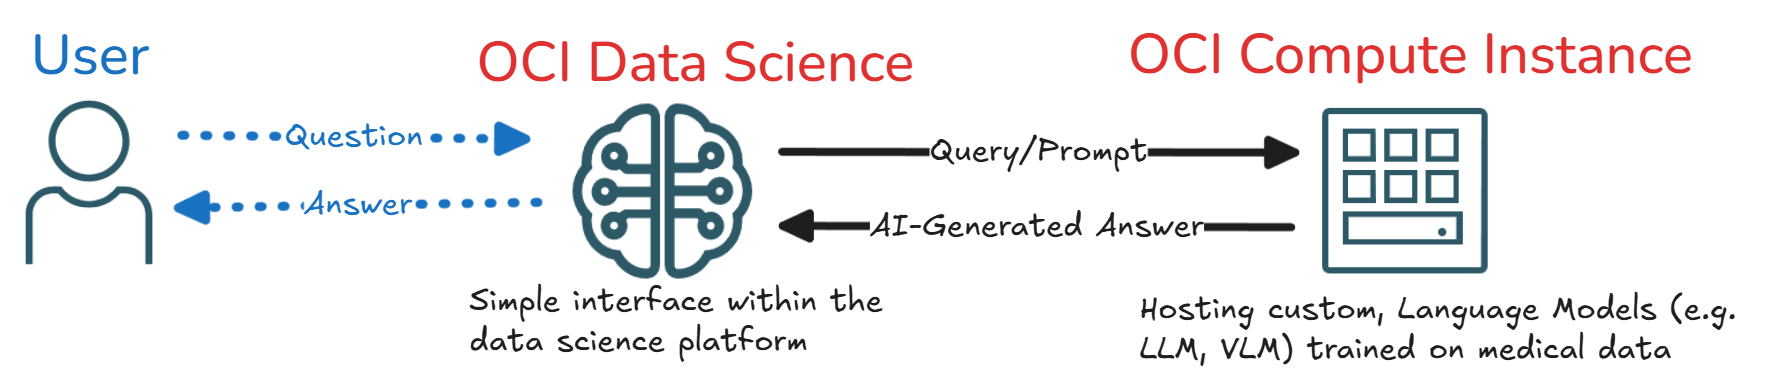 User
OCI Data Science
OCI Compute Instance
Question
Answer
Query/Prompt
AI-Generated Answer
Simple interface within the
data science platform
Hosting custom, Language Models (e.g.
LLM, VLM) trained on medical data